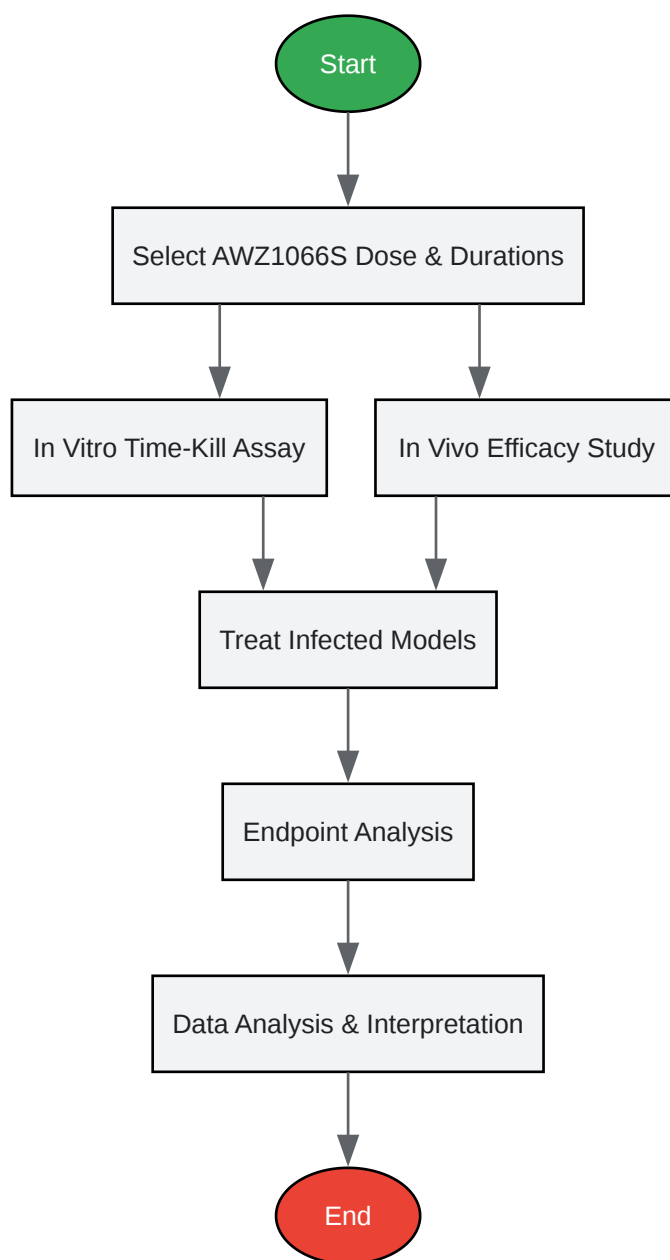 Start
Select AWZ1066S Dose & Durations
In Vitro Time-Kill Assay
In Vivo Efficacy Study
Treat Infected Models
Endpoint Analysis
Data Analysis & Interpretation
End